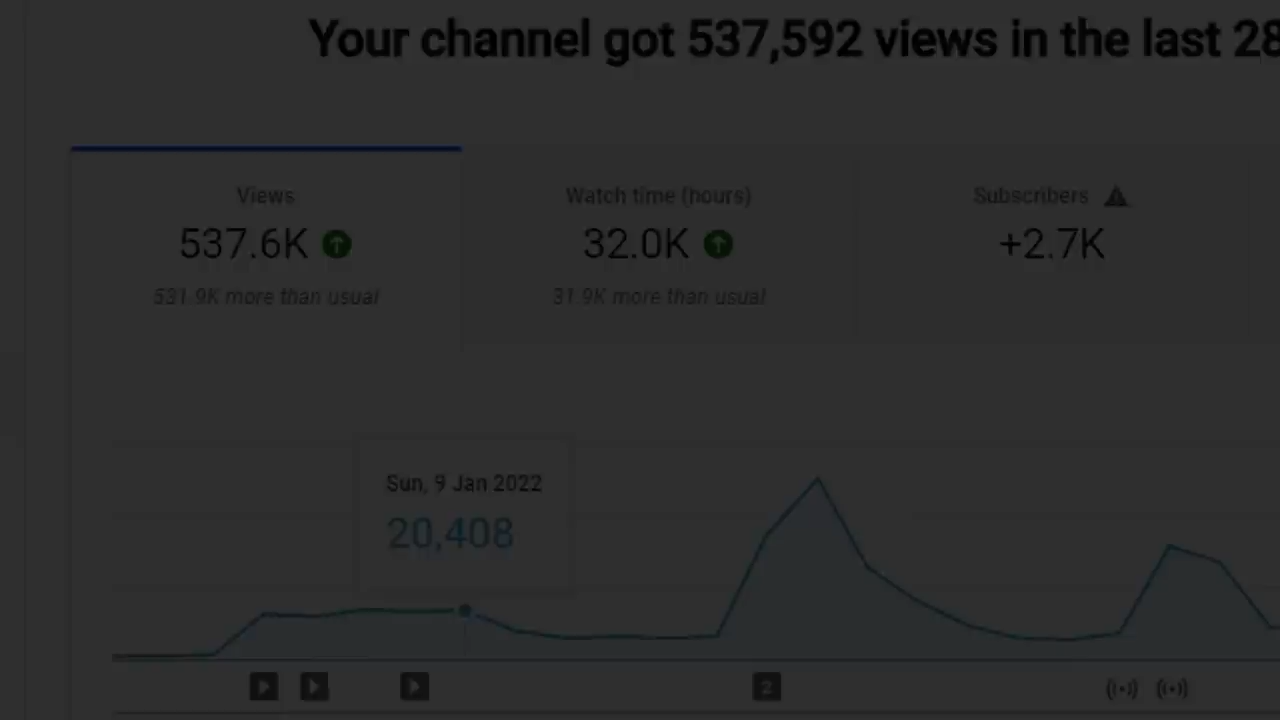 Your channel got 537,592 views in the last 28
Views
Watch time (hours)
Subscribers
537.6K
32.0K
+2.7K
531.9K more than usual
31.9K more than usual
Sun, 9 Jan 2022
20,408
2